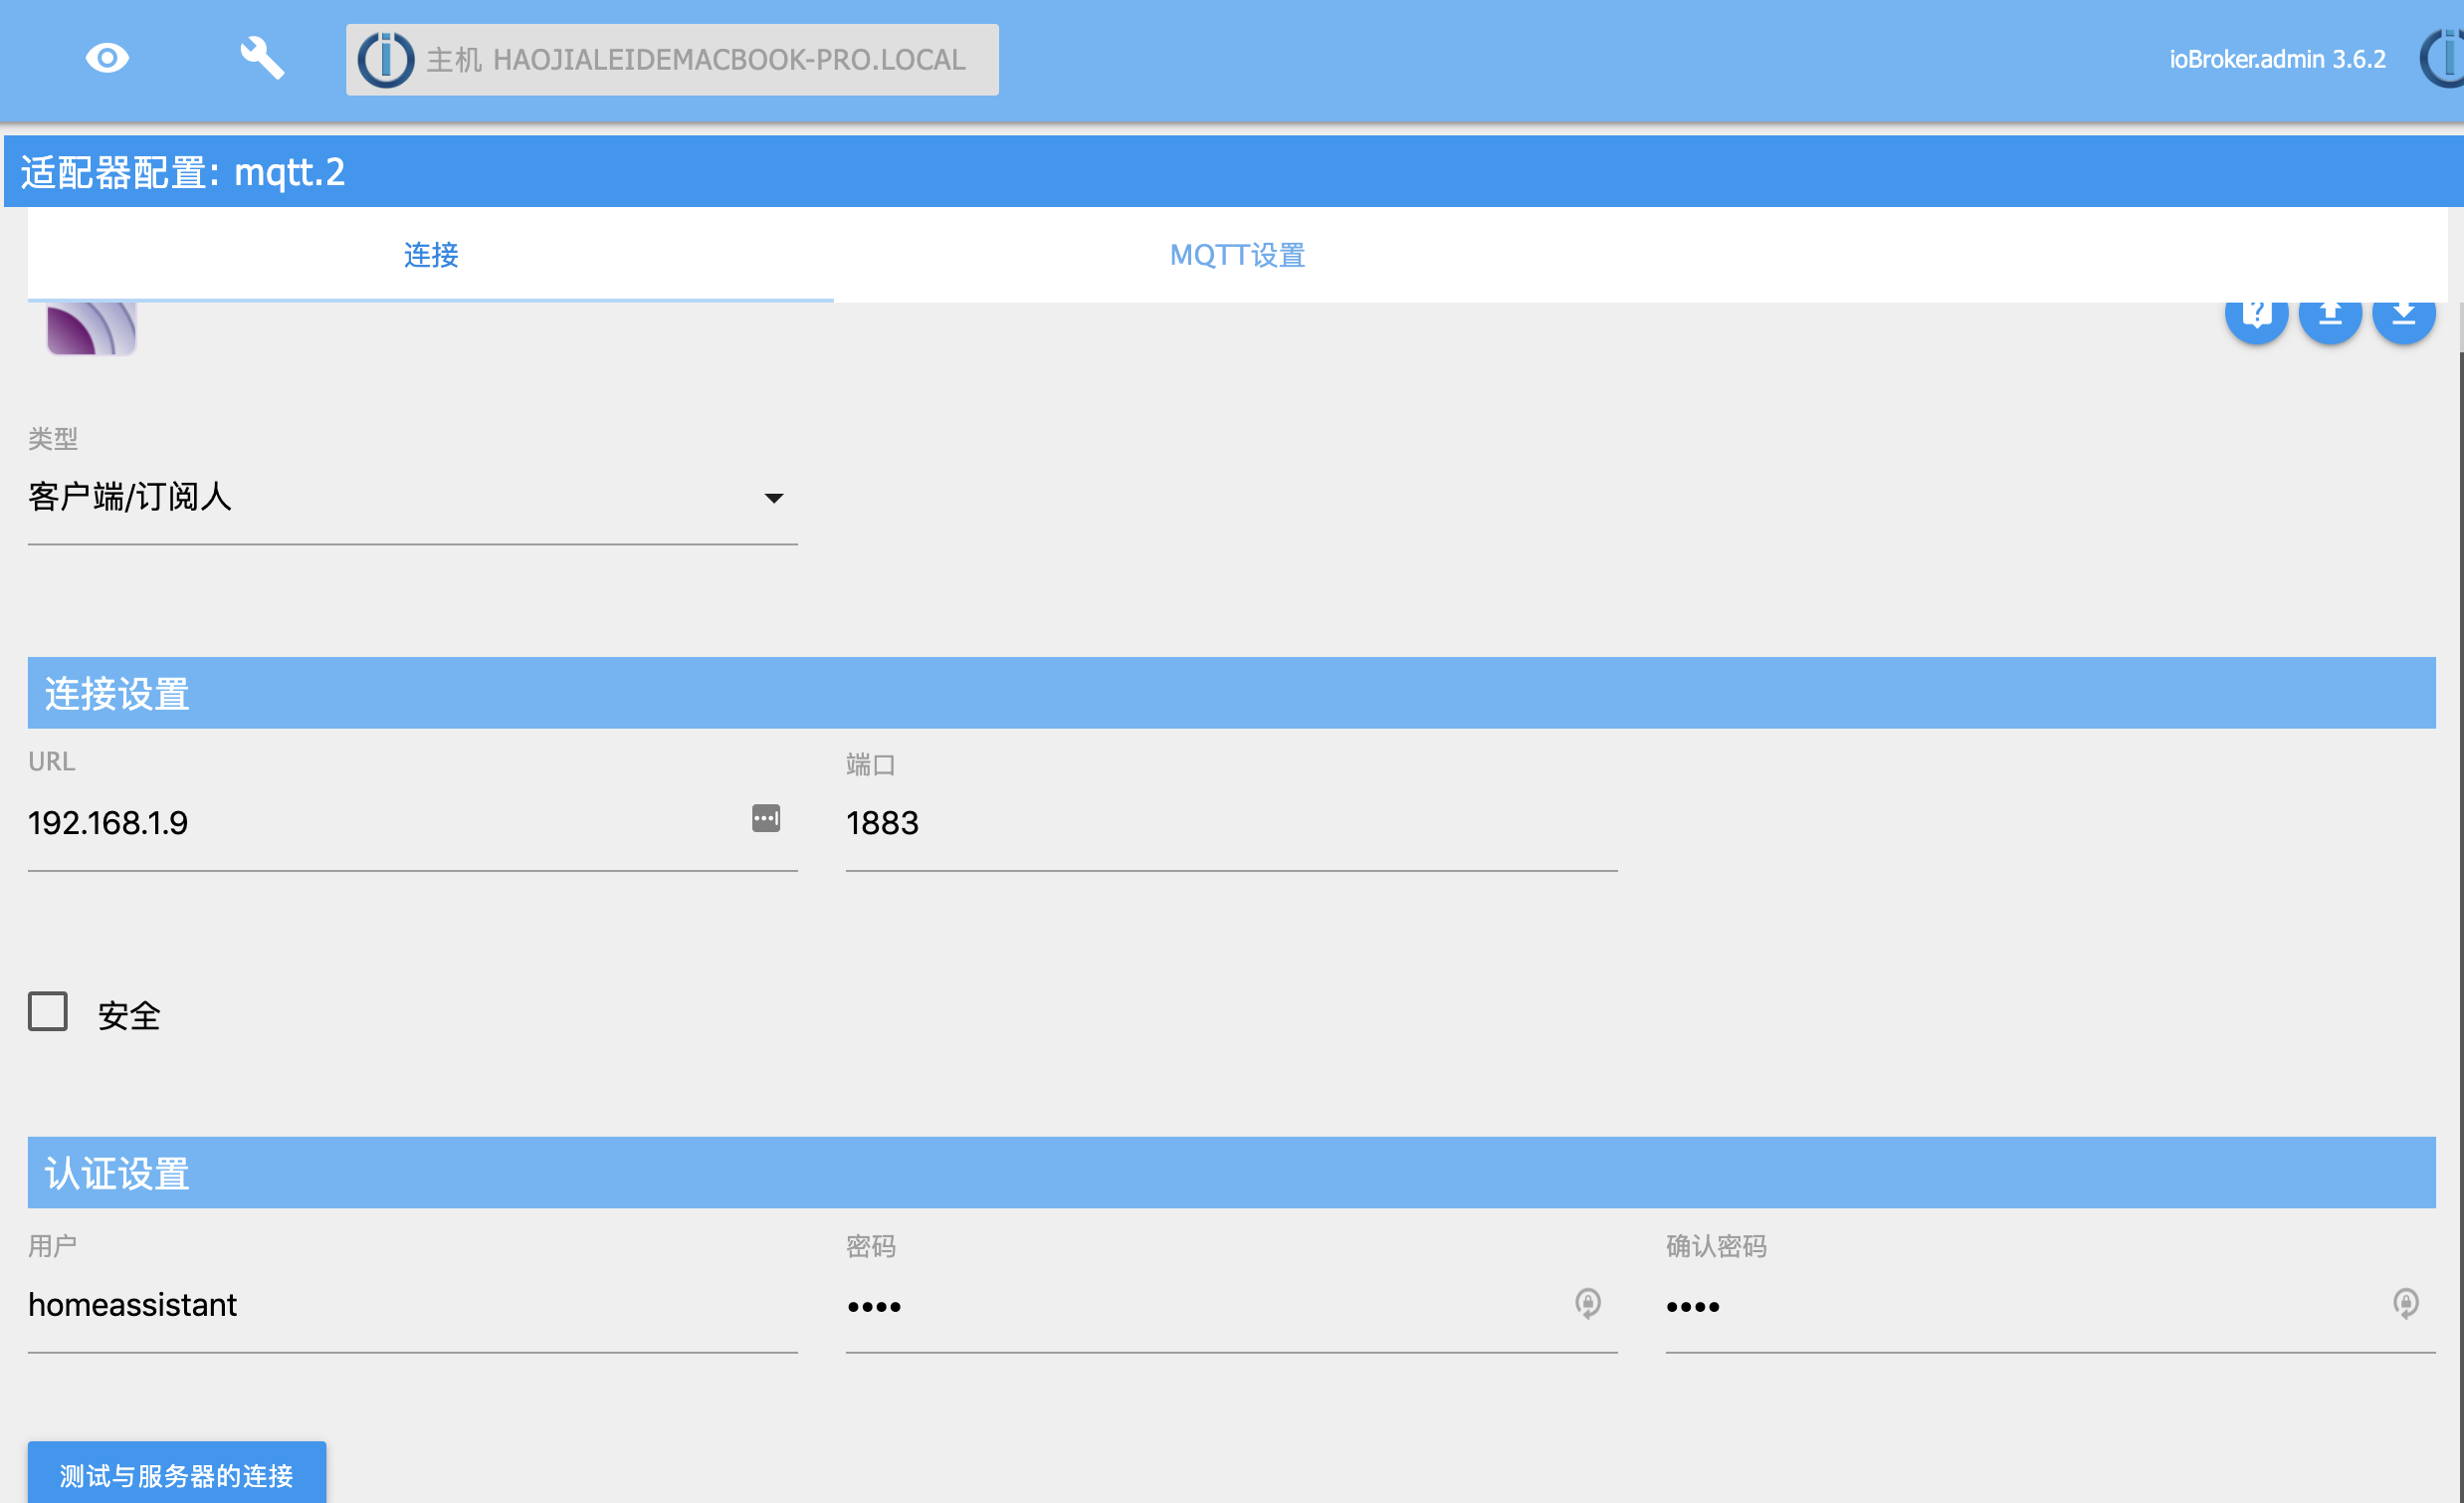 主机 HAOJIALEIDEMACBOOK-PRO.LOCAL
ioBroker.admin 3.6.2
适配器配置: mqtt.2
连接
MQTT设置
类型
客户端/订阅人
连接设置
URL
端口
192.168.1.9
1883
安全
认证设置
用户
密码
确认密码
homeassistant
••••
••••
测试与服务器的连接